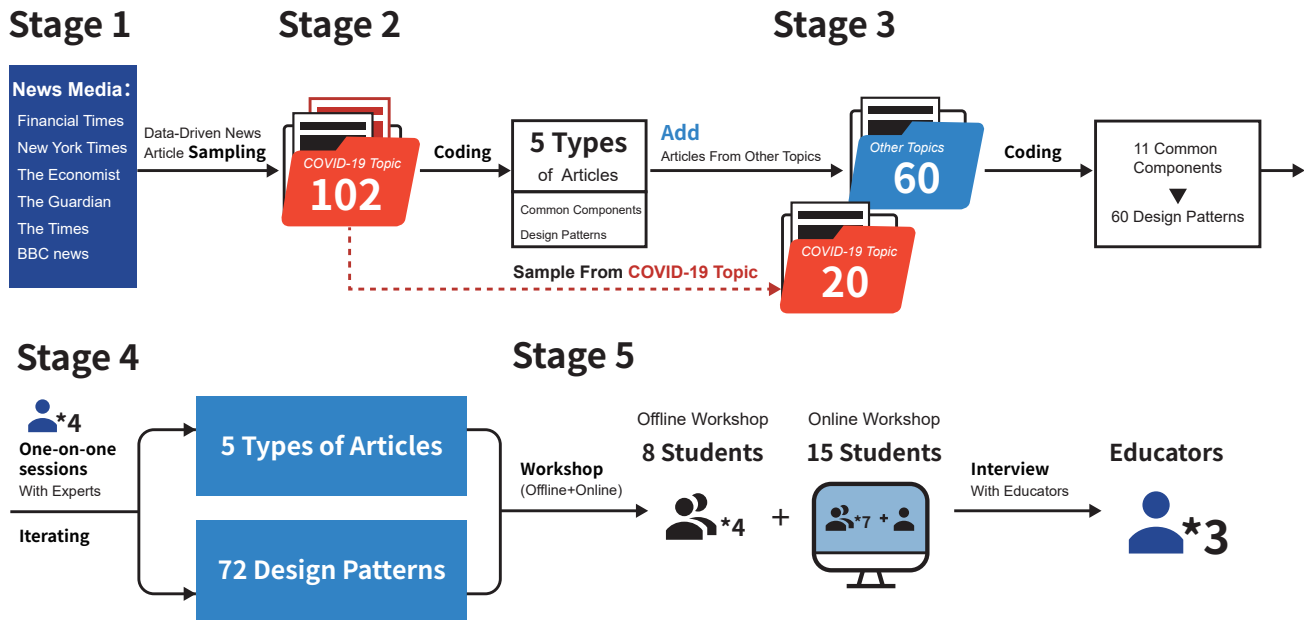 Stage 1
Stage 2
Stage 3
News Media:
Financial Times
New York Times
The Economist
The Guardian
The Times
BBC news
Data-Driven News
Article Sampling
COVID-19 Topic
102
Coding
5 Types
of Articles
Common Components
Design Patterns
Add
Articles From Other Topics
Other Topics
60
COVID-19 Topic
20
Sample From COVID-19 Topic
Coding
11 Common
Components
60 Design Patterns
Stage 4
Stage 5
*4
One-on-one
sessions
With Experts
Iterating
5 Types of Articles
72 Design Patterns
Workshop
(Offline+Online)
Offline Workshop
8 Students
*4
+
Online Workshop
15 Students
*7 +
Interview
With Educators
Educators
*3